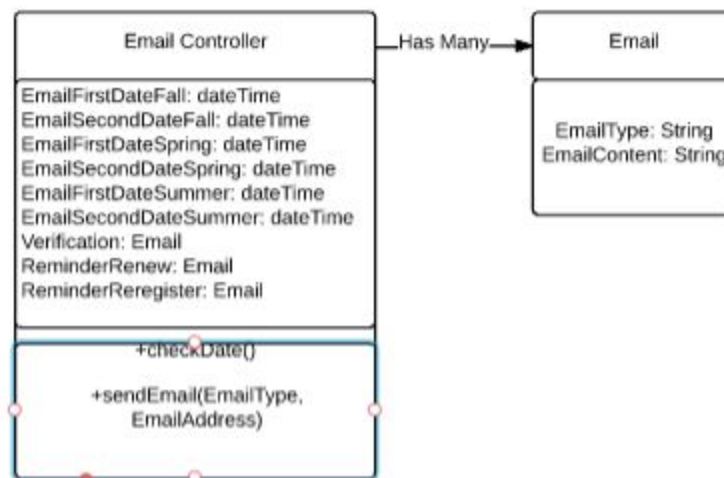 Email Controller
Has Many
Email
EmailFirstDateFall: dateTime
EmailSecondDateFall: dateTime
EmailFirstDateSpring: dateTime
EmailSecondDateSpring: dateTime
EmailFirstDateSummer: dateTime
EmailSecondDateSummer: dateTime
Verification: Email
ReminderRenew: Email
ReminderReregister: Email
EmailType: String
EmailContent: String
+checkDate()
+sendEmail(EmailType,
EmailAddress)